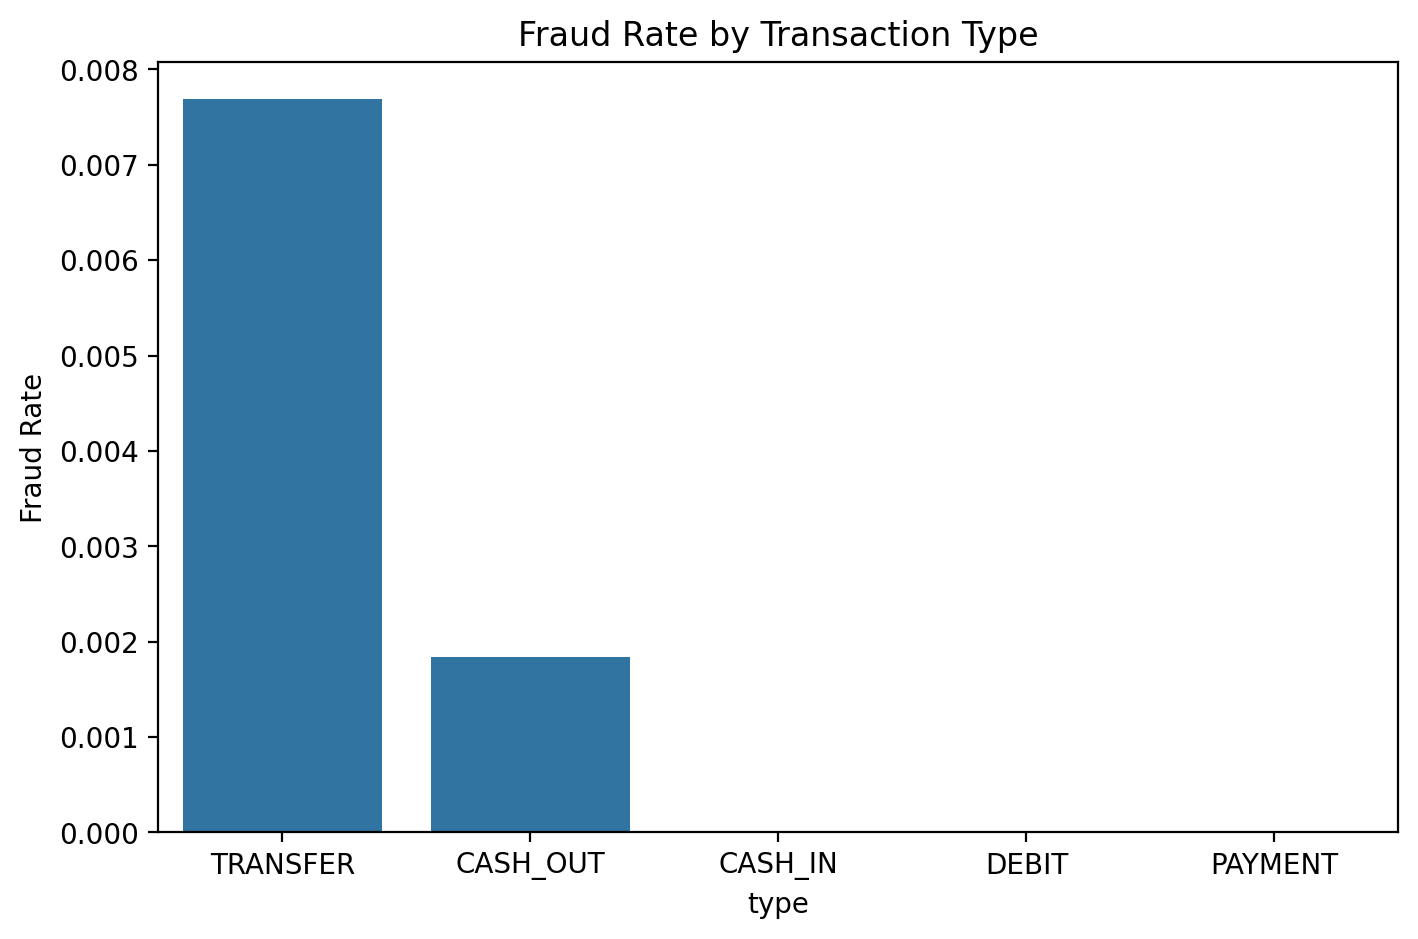 Fraud Rate by Transaction Type
0.008
0.007
0.006
0.005
0.004
0.003
0.002
0.001
0.000
Fraud Rate
TRANSFER CASH_OUT CASH_IN DEBIT PAYMENT
type